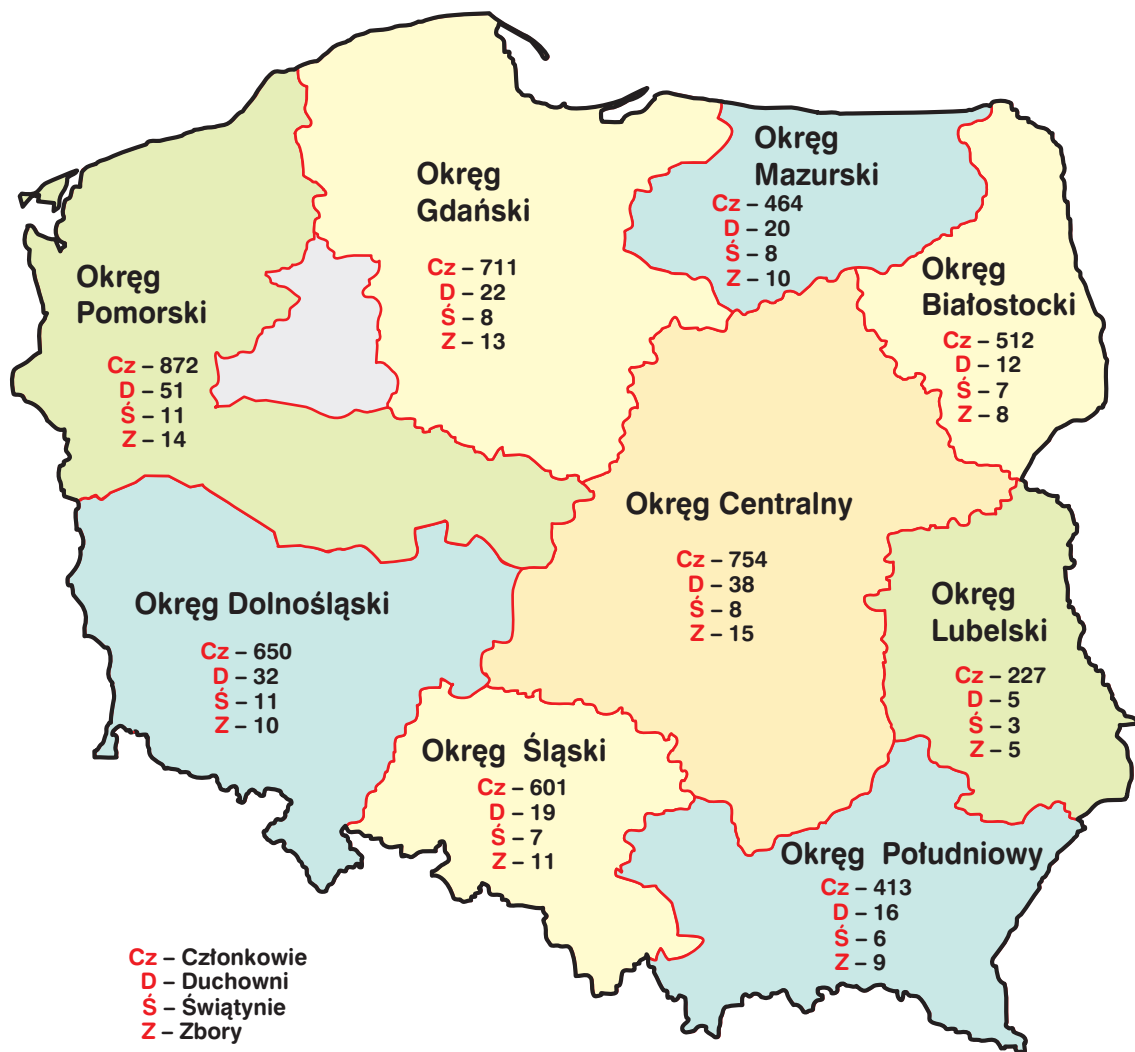 Okręg
Gdański
Cz – 711
D – 22
Ś – 8
Z – 13
Okręg
Mazurski
Cz – 464
D – 20
Ś – 8
Z – 10
Okręg
Pomorski
Cz – 872
D – 51
Ś – 11
Z – 14
Okręg
Białostocki
Cz – 512
D – 12
Ś – 7
Z – 8
Okręg Centralny
Cz – 754
D – 38
Ś – 8
Z – 15
Okręg Dolnośląski
Cz – 650
D – 32
Ś – 11
Z – 10
Okręg
Lubelski
Cz – 227
D – 5
Ś – 3
Z – 5
Okręg Śląski
Cz – 601
D – 19
Ś – 7
Z – 11
Okręg Południowy
Cz – 413
D – 16
Ś – 6
Z – 9
Cz – Członkowie
D – Duchowni
Ś – Świątynie
Z – Zbory